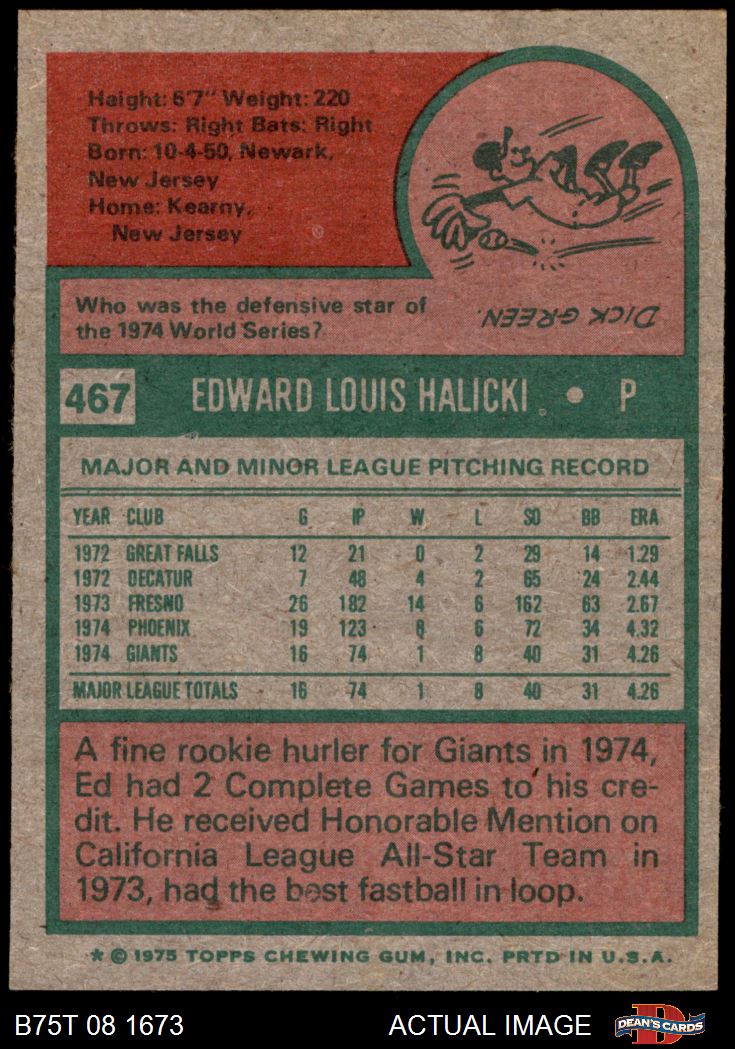 Height: 6'7" Weight: 220
Throws: Right Bats: Right
Born: 10-4-50, Newark,
New Jersey
Home: Kearny,
New Jersey
Who was the defensive star of
the 1974 World Series?
DICK GREEN.
467 EDWARD LOUIS HALICKI • P
MAJOR AND MINOR LEAGUE PITCHING RECORD
YEAR CLUB G IP W L SO BB ERA
1972 GREAT FALLS 12 21 0 2 29 14 1.29
1972 DECATUR 7 48 4 2 65 24 2.44
1973 FRESNO 26 182 14 6 162 63 2.67
1974 PHOENIX 19 123 8 6 72 34 4.32
1974 GIANTS 16 74 1 8 40 31 4.26
MAJOR LEAGUE TOTALS 16 74 1 8 40 31 4.26
A fine rookie hurler for Giants in 1974,
Ed had 2 Complete Games to his cre-
dit. He received Honorable Mention on
California League All-Star Team in
1973, had the best fastball in loop.
* © 1975 TOPPS CHEWING GUM, INC. PRTD IN U.S.A.
B75T 08 1673 ACTUAL IMAGE D DEAN'S CARDS